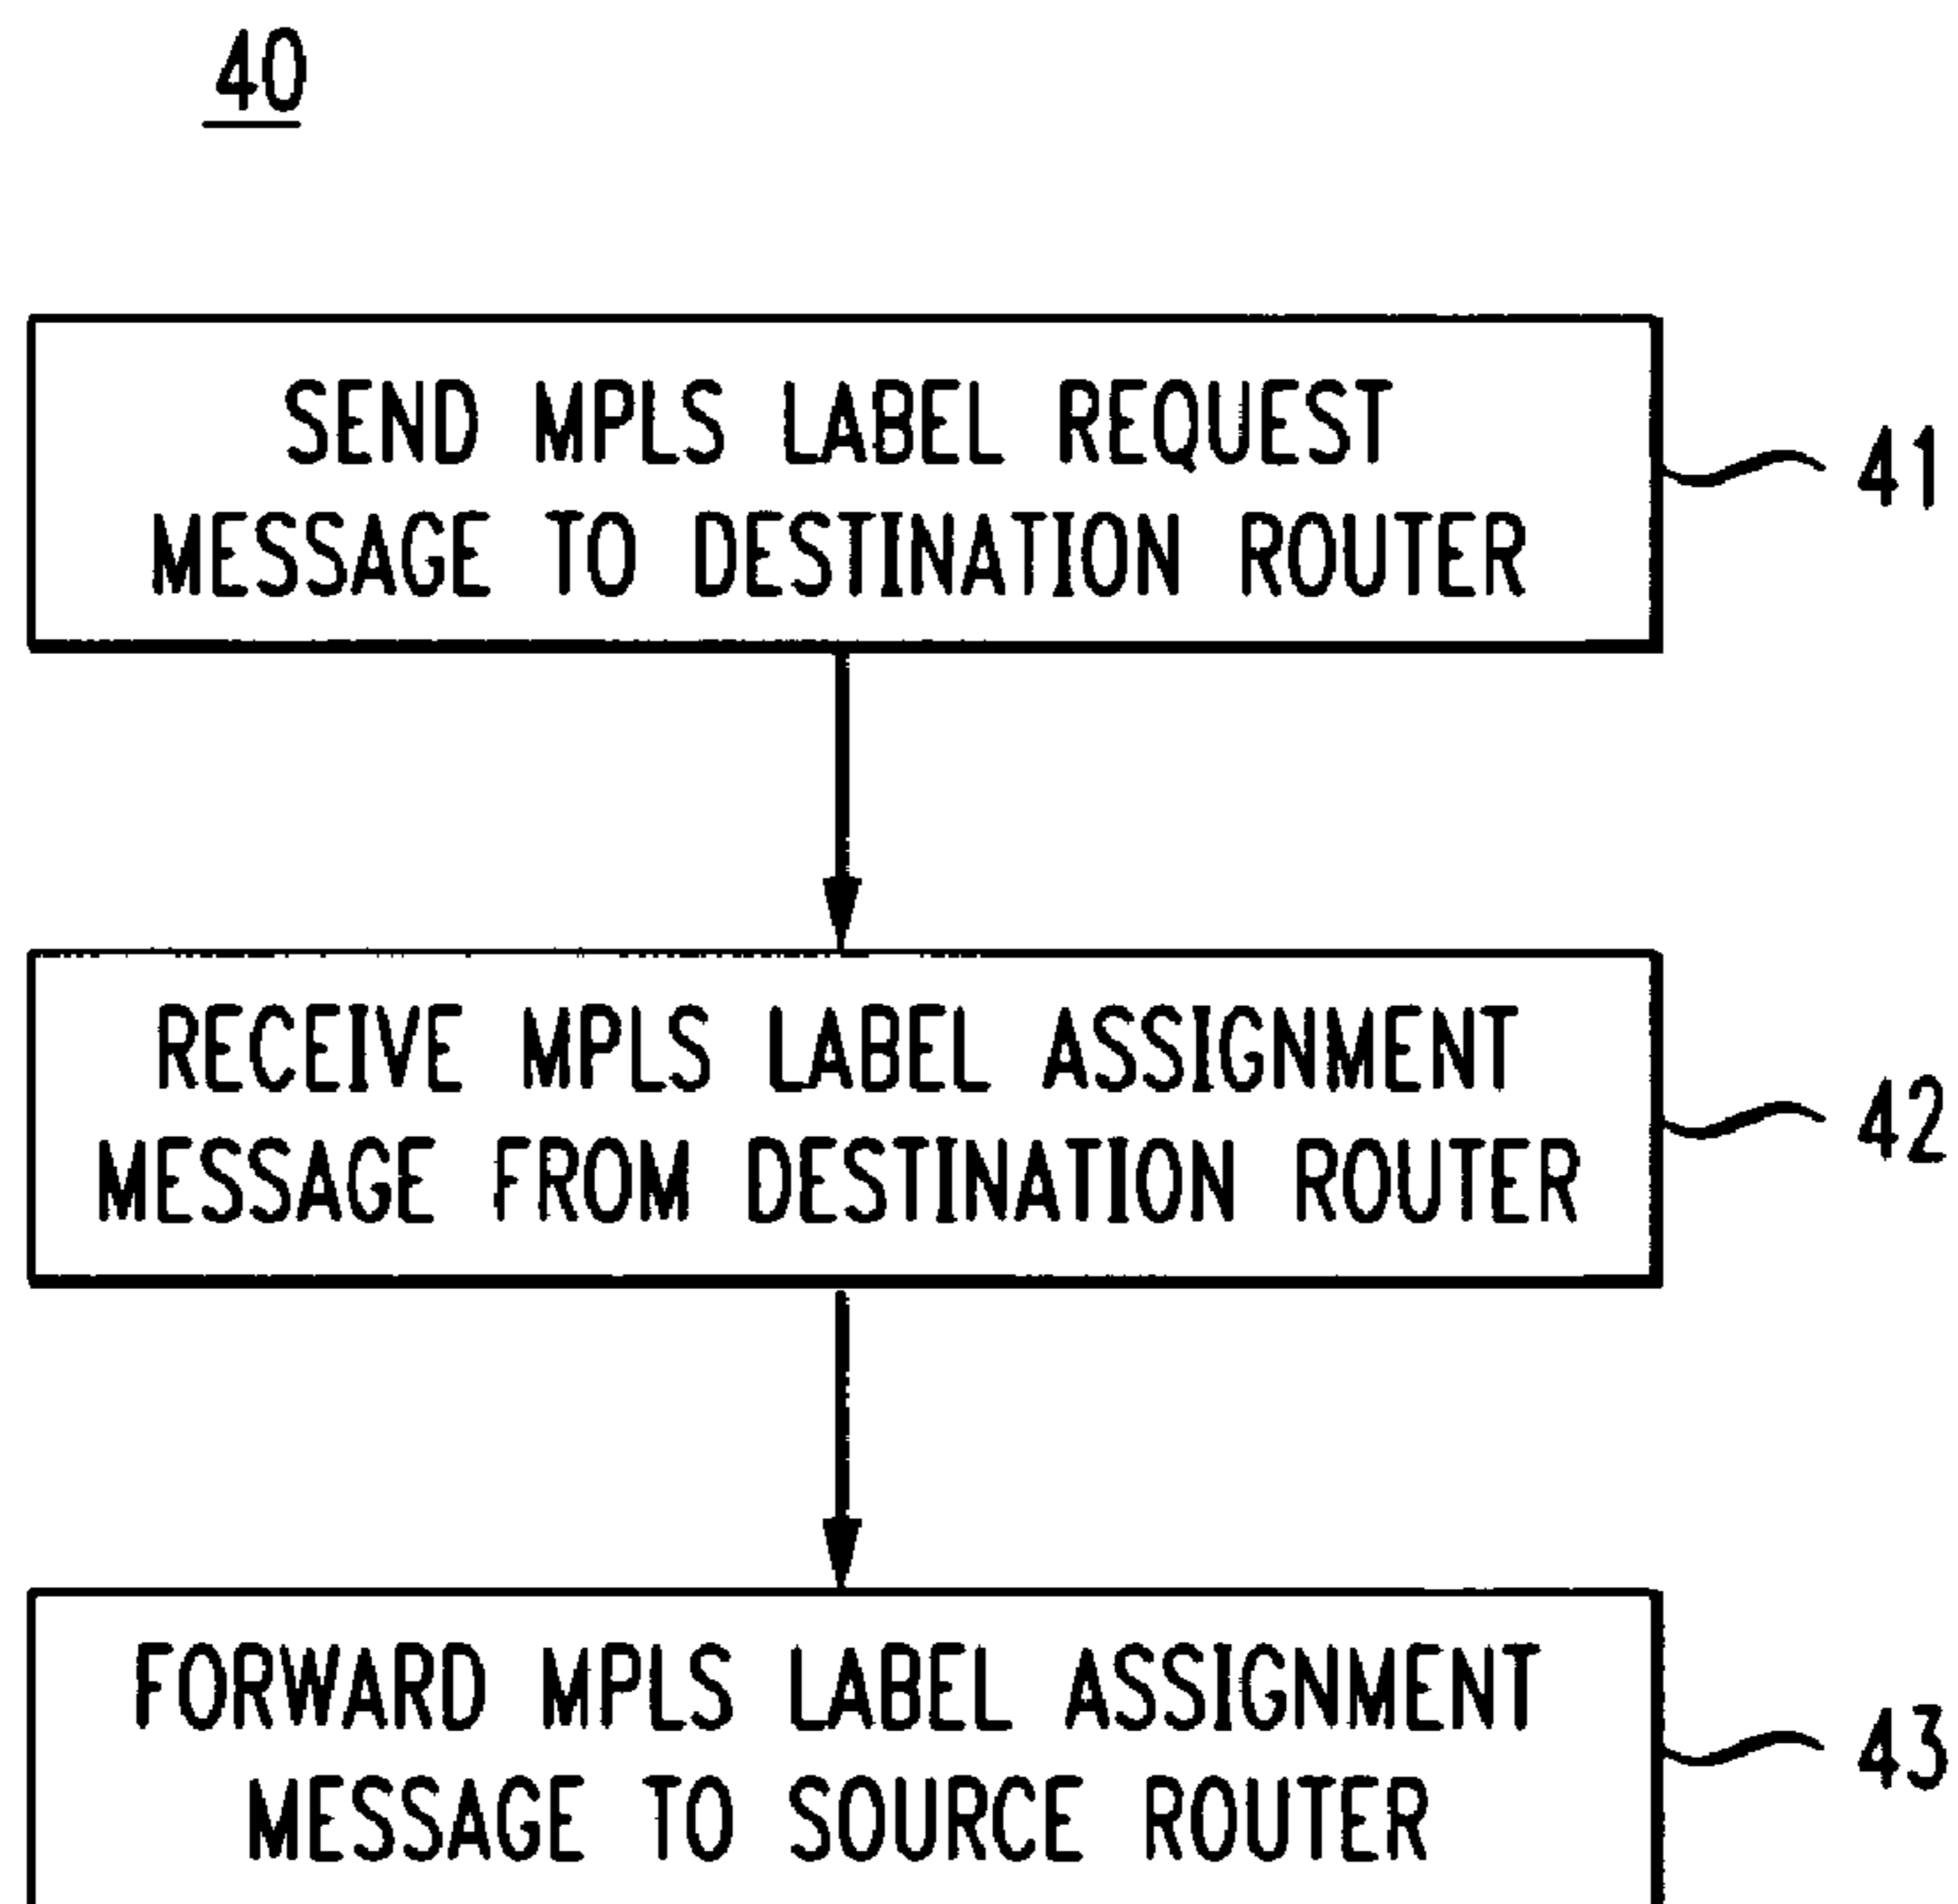 40
SEND MPLS LABEL REQUEST
MESSAGE TO DESTINATION ROUTER
41
RECEIVE MPLS LABEL ASSIGNMENT
MESSAGE FROM DESTINATION ROUTER
42
FORWARD MPLS LABEL ASSIGNMENT
MESSAGE TO SOURCE ROUTER
43